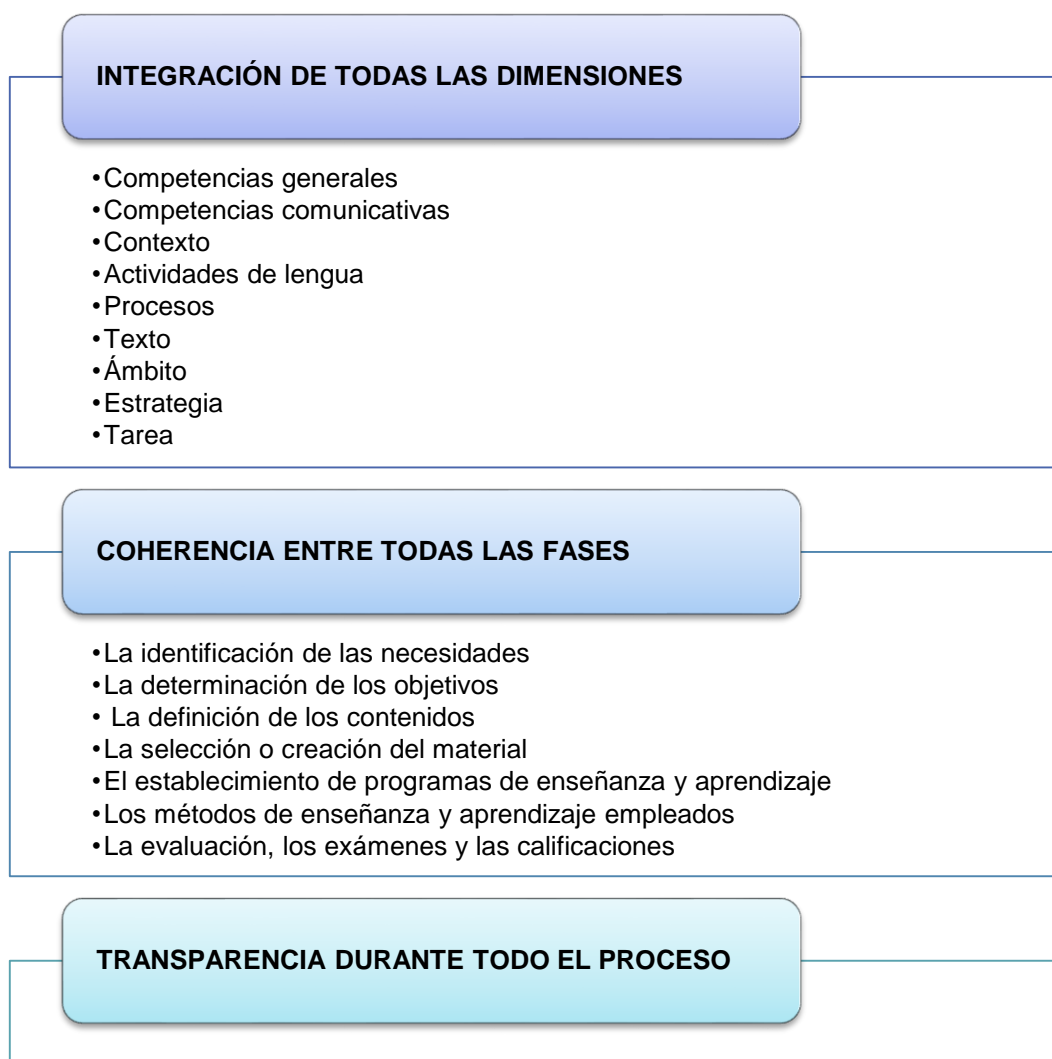 INTEGRACIÓN DE TODAS LAS DIMENSIONES
•Competencias generales
•Competencias comunicativas
•Contexto
•Actividades de lengua
•Procesos
•Texto
•Ámbito
•Estrategia
•Tarea
COHERENCIA ENTRE TODAS LAS FASES
•La identificación de las necesidades
•La determinación de los objetivos
• La definición de los contenidos
•La selección o creación del material
•El establecimiento de programas de enseñanza y aprendizaje
•Los métodos de enseñanza y aprendizaje empleados
•La evaluación, los exámenes y las calificaciones
TRANSPARENCIA DURANTE TODO EL PROCESO